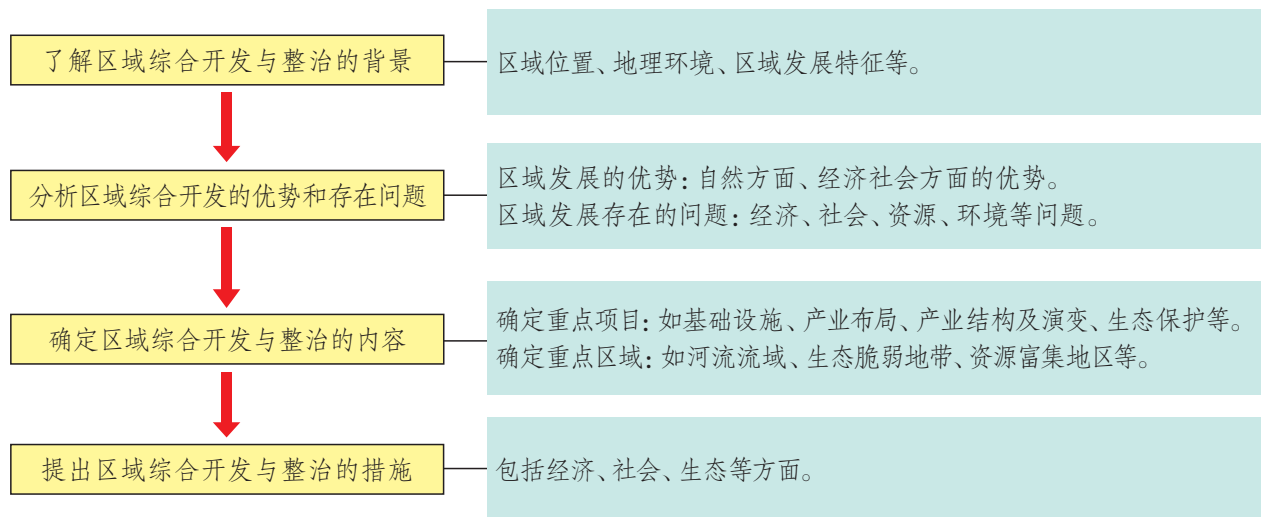 了解区域综合开发与整治的背景
区域位置、地理环境、区域发展特征等。
分析区域综合开发的优势和存在问题
区域发展的优势：自然方面、经济社会方面的优势。
区域发展存在的问题：经济、社会、资源、环境等问题。
确定区域综合开发与整治的内容
确定重点项目：如基础设施、产业布局、产业结构及演变、生态保护等。
确定重点区域：如河流流域、生态脆弱地带、资源富集地区等。
提出区域综合开发与整治的措施
包括经济、社会、生态等方面。